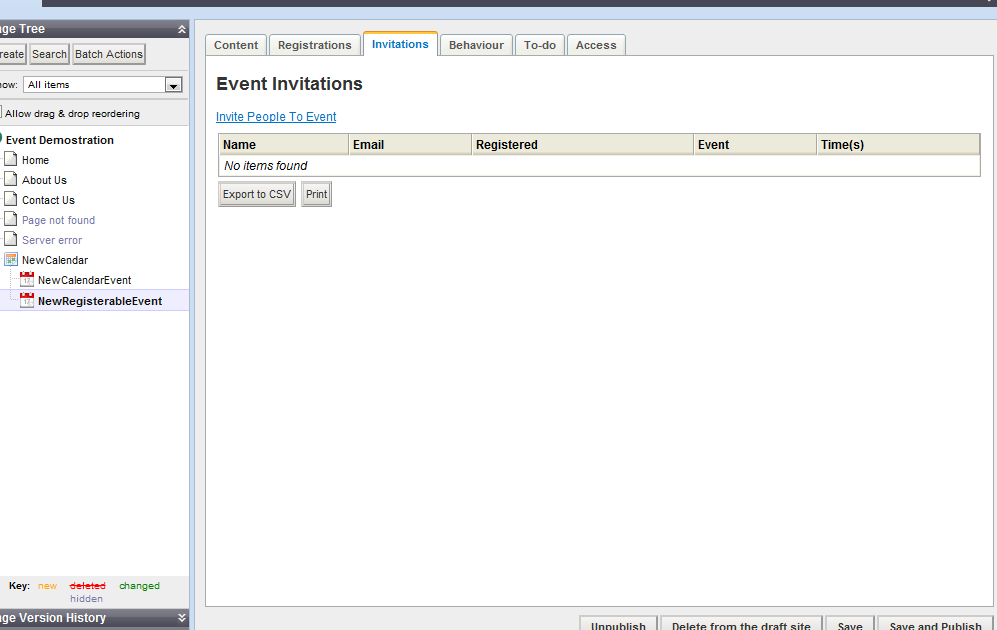 ge Tree
reate Search Batch Actions
ow: All items
Allow drag & drop reordering
Event Demostration
Home
About Us
Contact Us
Page not found
Server error
NewCalendar
NewCalendarEvent
NewRegisterableEvent
Key: new deleted changed
hidden
ge Version History
Content Registrations Invitations Behaviour To-do Access
Event Invitations
Invite People To Event
Name Email Registered Event Time(s)
No items found
Export to CSV Print
Unpublish Delete from the draft site Save Save and Publish